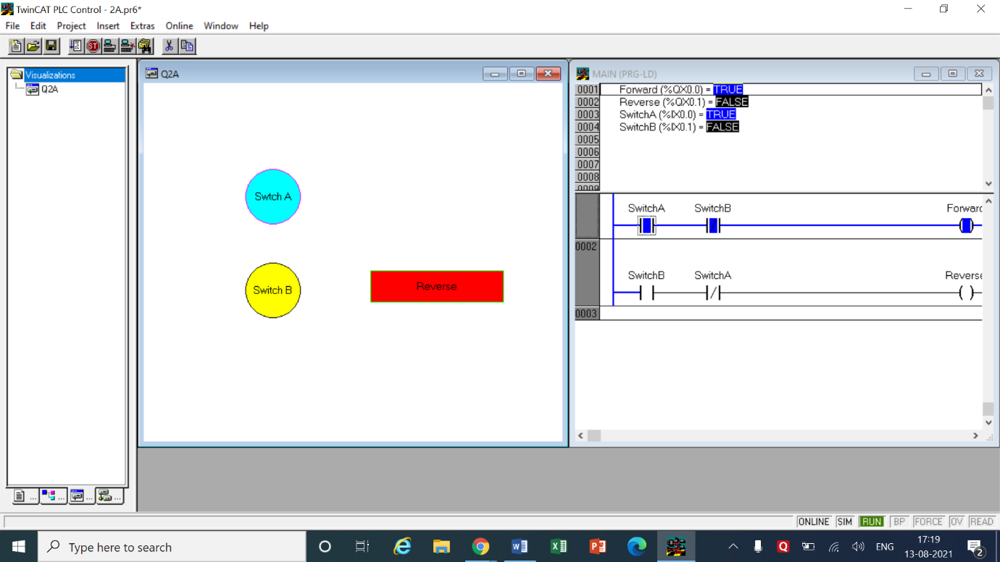 TwinCAT PLC Control - 2A.pr6*
File Edit Project Insert Extras Online Window Help
Visualizations
Q2A
Q2A
Swtch A
Switch B
Reverse
MAIN (PRG-LD)
0001 Forward (%QX0.0) = TRUE
0002 Reverse (%QX0.1) = FALSE
0003 SwitchA (%IX0.0) = TRUE
0004 SwitchB (%IX0.1) = FALSE
0005
0006
0007
0008
0009
SwitchA SwitchB Forward
0002
SwitchB SwitchA Reverse
0003
... ... ... ...
ONLINE SIM RUN BP FORCE OV READ
Type here to search
ENG
17:19
13-08-2021
2